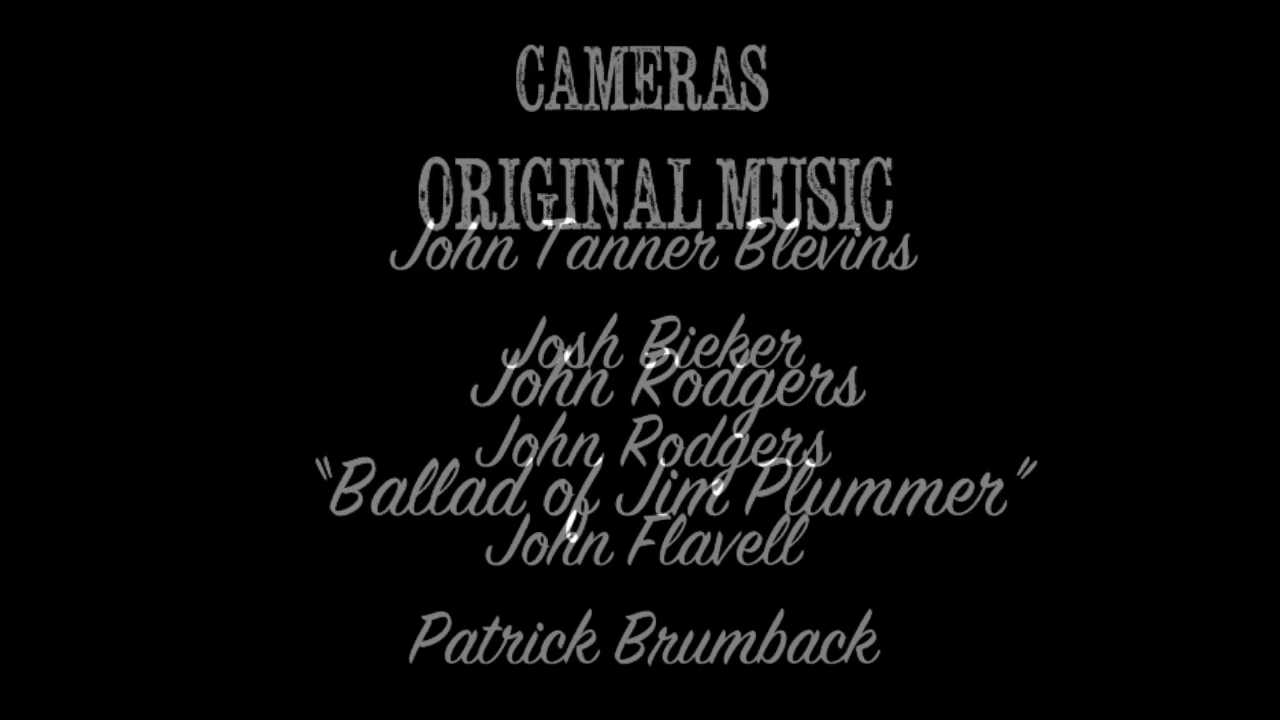 CAMERAS
ORIGINAL MUSIC
John Tanner Blevins
Josh Bieker
John Rodgers
John Rodgers
"Ballad of Jim Plummer"
John Flavell
Patrick Brumback